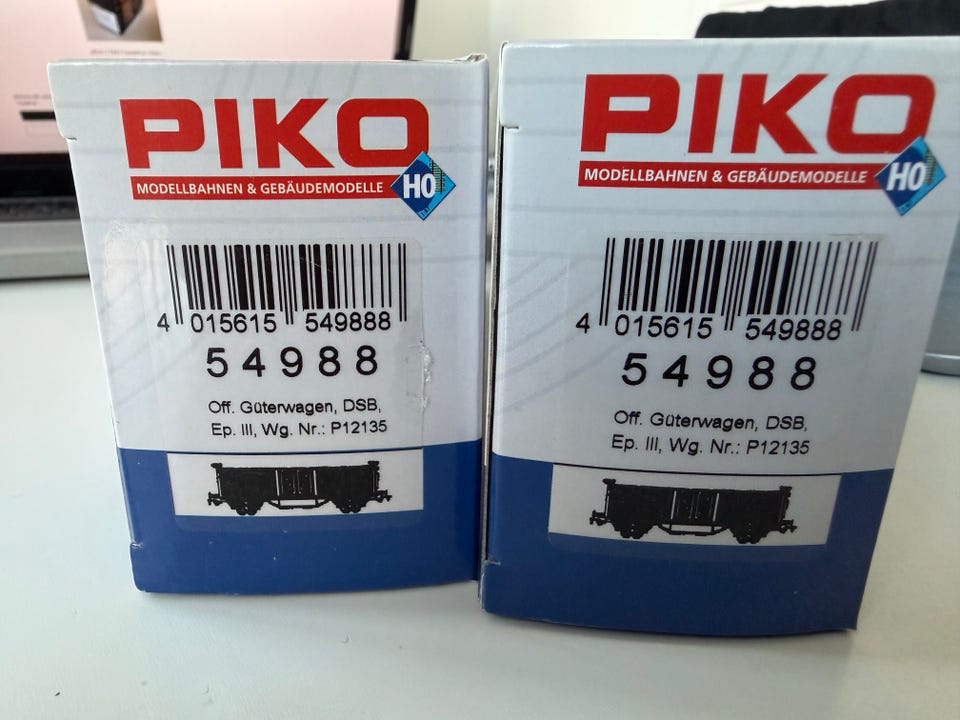 PIKO
MODELLBAHNEN & GEBÄUDEMODELLE H0
4 015615 549888
54988
Off. Güterwagen, DSB,
Ep. III, Wg. Nr.: P12135
PIKO
MODELLBAHNEN & GEBÄUDEMODELLE H0
4 015615 549888
54988
Off. Güterwagen, DSB,
Ep. III, Wg. Nr.: P12135